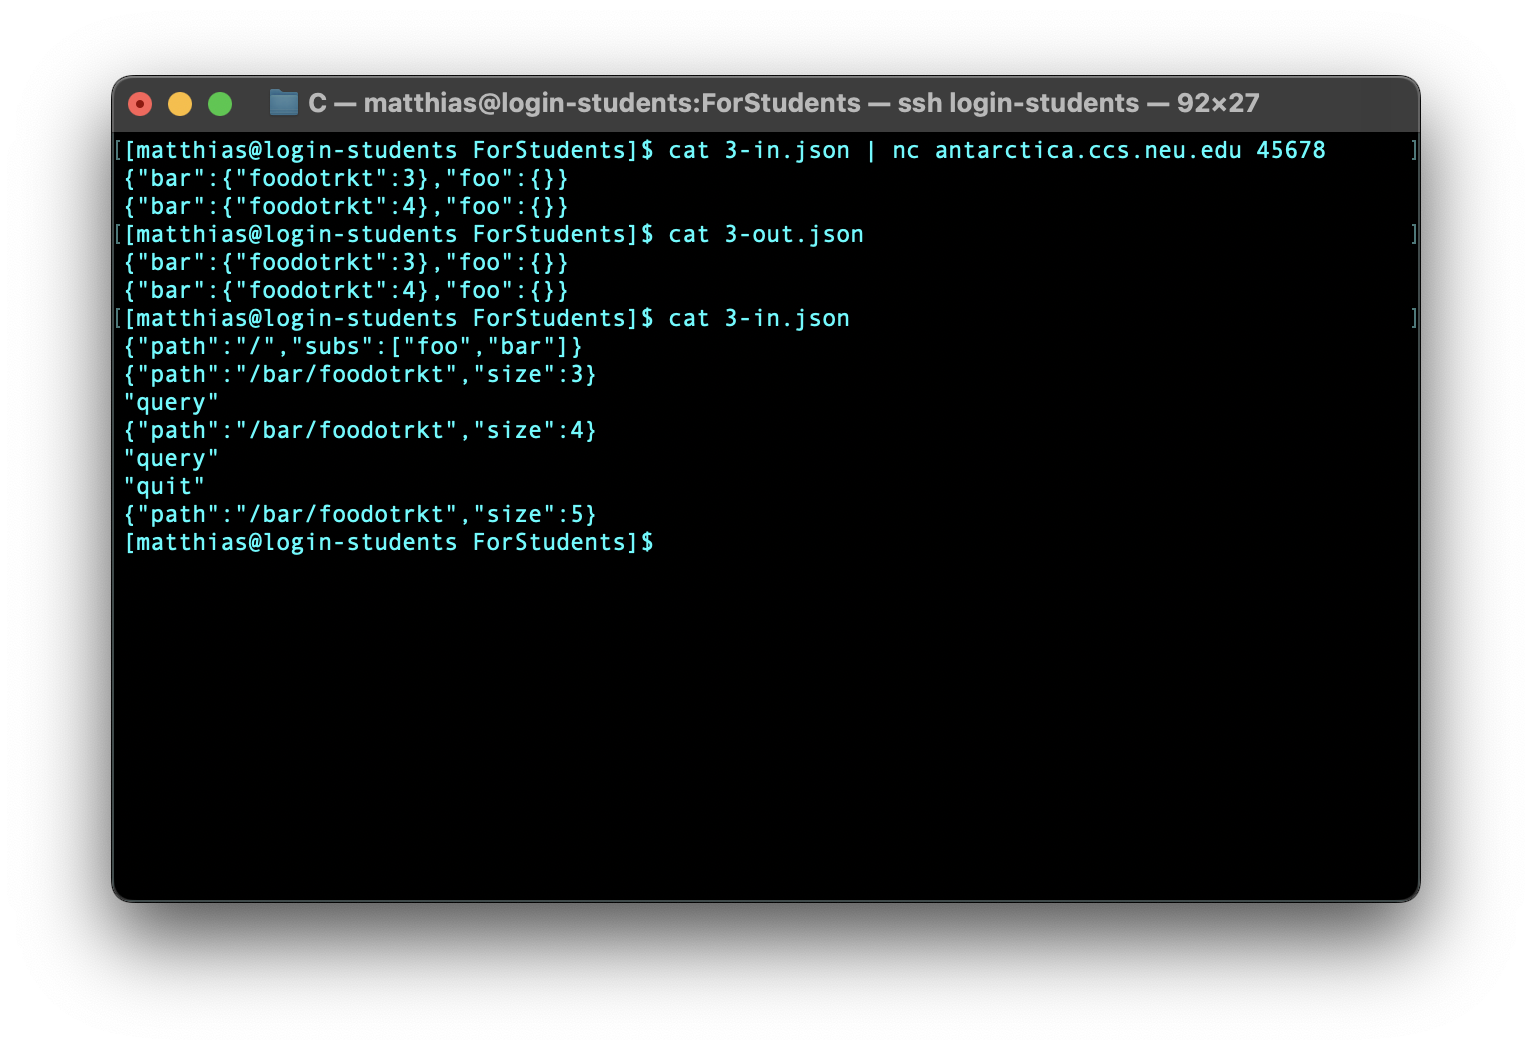 C — matthias@login-students:ForStudents — ssh login-students — 92×27
[[matthias@login-students ForStudents]$ cat 3-in.json | nc antarctica.ccs.neu.edu 45678 ]
{"bar":{"foodotrkt":3},"foo":{}}
{"bar":{"foodotrkt":4},"foo":{}}
[[matthias@login-students ForStudents]$ cat 3-out.json ]
{"bar":{"foodotrkt":3},"foo":{}}
{"bar":{"foodotrkt":4},"foo":{}}
[[matthias@login-students ForStudents]$ cat 3-in.json ]
{"path":"/","subs":["foo","bar"]}
{"path":"/bar/foodotrkt","size":3}
"query"
{"path":"/bar/foodotrkt","size":4}
"query"
"quit"
{"path":"/bar/foodotrkt","size":5}
[matthias@login-students ForStudents]$